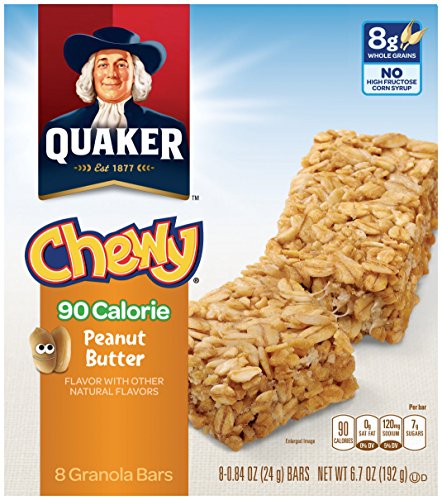 8g
WHOLE GRAINS
NO
HIGH FRUCTOSE
CORN SYRUP
QUAKER
Est 1877
™
Chewy®
90 Calorie
Peanut
Butter
FLAVOR WITH OTHER
NATURAL FLAVORS
8 Granola Bars
Enlarged Image
Per bar
90
CALORIES
0g
SAT FAT
0% DV
120mg
SODIUM
5% DV
7g
SUGARS
8-0.84 OZ (24 g) BARS NET WT 6.7 OZ (192 g) U D